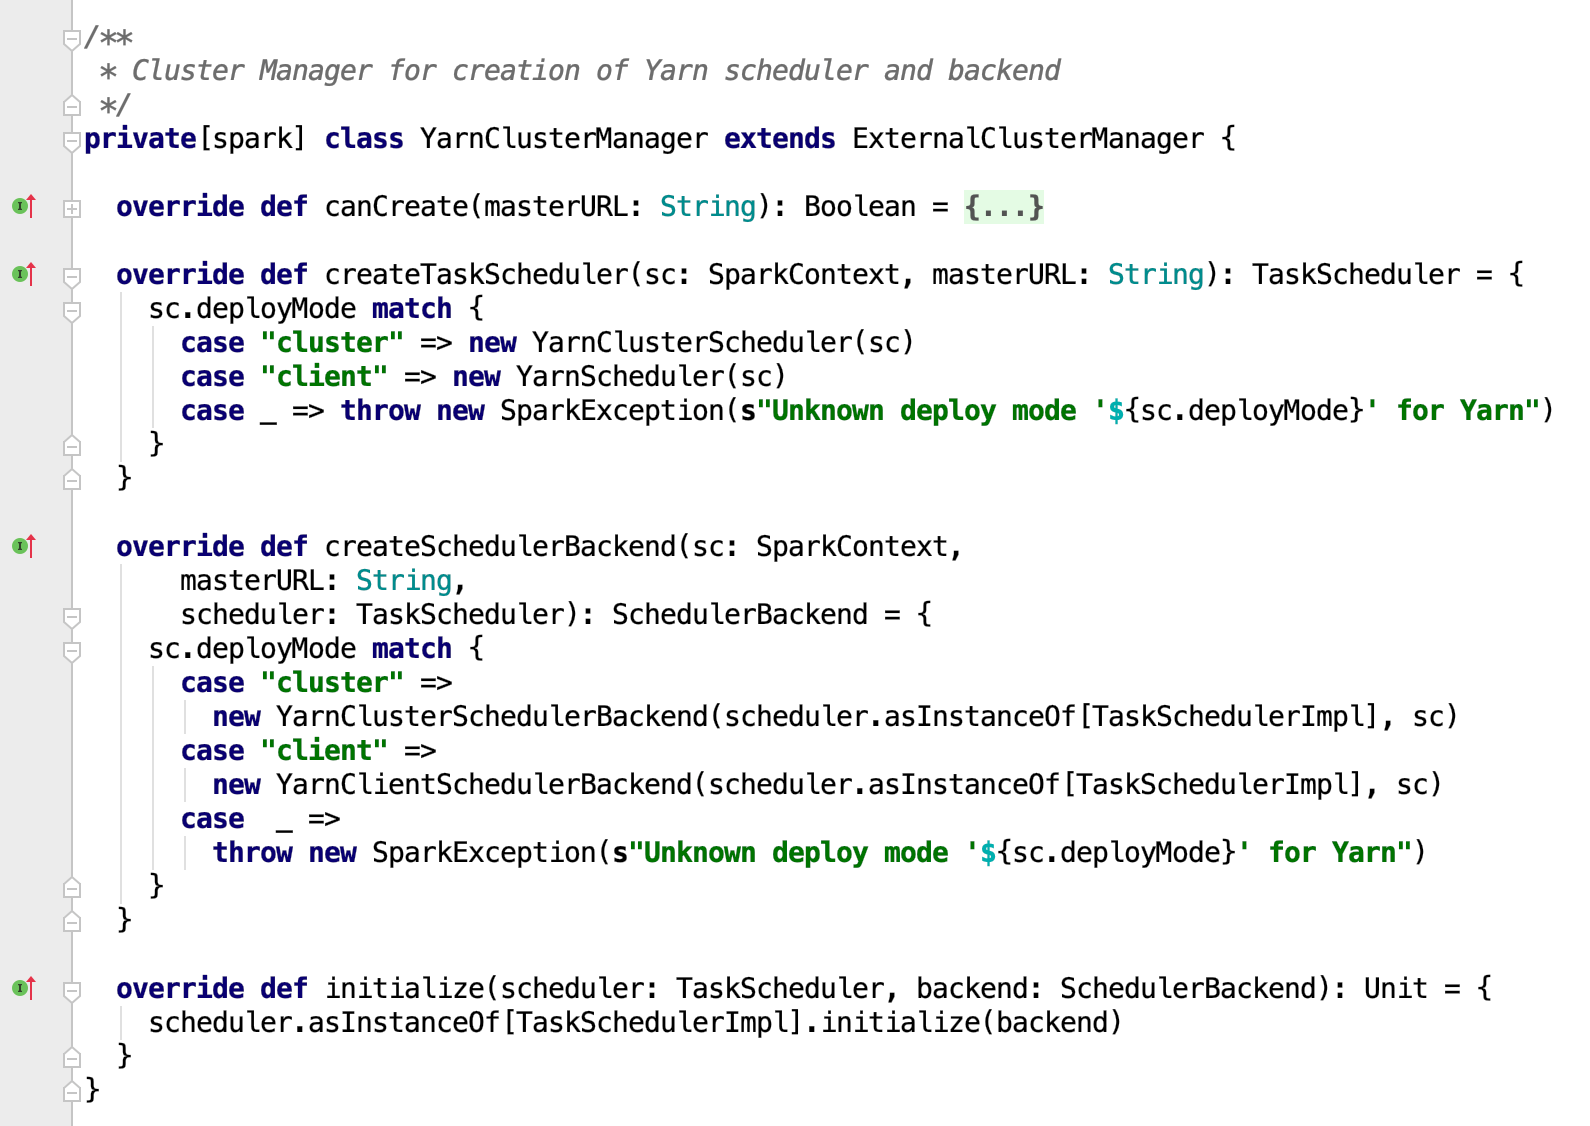 /**
 * Cluster Manager for creation of Yarn scheduler and backend
 */
private[spark] class YarnClusterManager extends ExternalClusterManager {

  override def canCreate(masterURL: String): Boolean = {...}

  override def createTaskScheduler(sc: SparkContext, masterURL: String): TaskScheduler = {
    sc.deployMode match {
      case "cluster" => new YarnClusterScheduler(sc)
      case "client" => new YarnScheduler(sc)
      case _ => throw new SparkException(s"Unknown deploy mode '${sc.deployMode}' for Yarn")
    }
  }

  override def createSchedulerBackend(sc: SparkContext,
      masterURL: String,
      scheduler: TaskScheduler): SchedulerBackend = {
    sc.deployMode match {
      case "cluster" =>
        new YarnClusterSchedulerBackend(scheduler.asInstanceOf[TaskSchedulerImpl], sc)
      case "client" =>
        new YarnClientSchedulerBackend(scheduler.asInstanceOf[TaskSchedulerImpl], sc)
      case  _ =>
        throw new SparkException(s"Unknown deploy mode '${sc.deployMode}' for Yarn")
    }
  }

  override def initialize(scheduler: TaskScheduler, backend: SchedulerBackend): Unit = {
    scheduler.asInstanceOf[TaskSchedulerImpl].initialize(backend)
  }
}